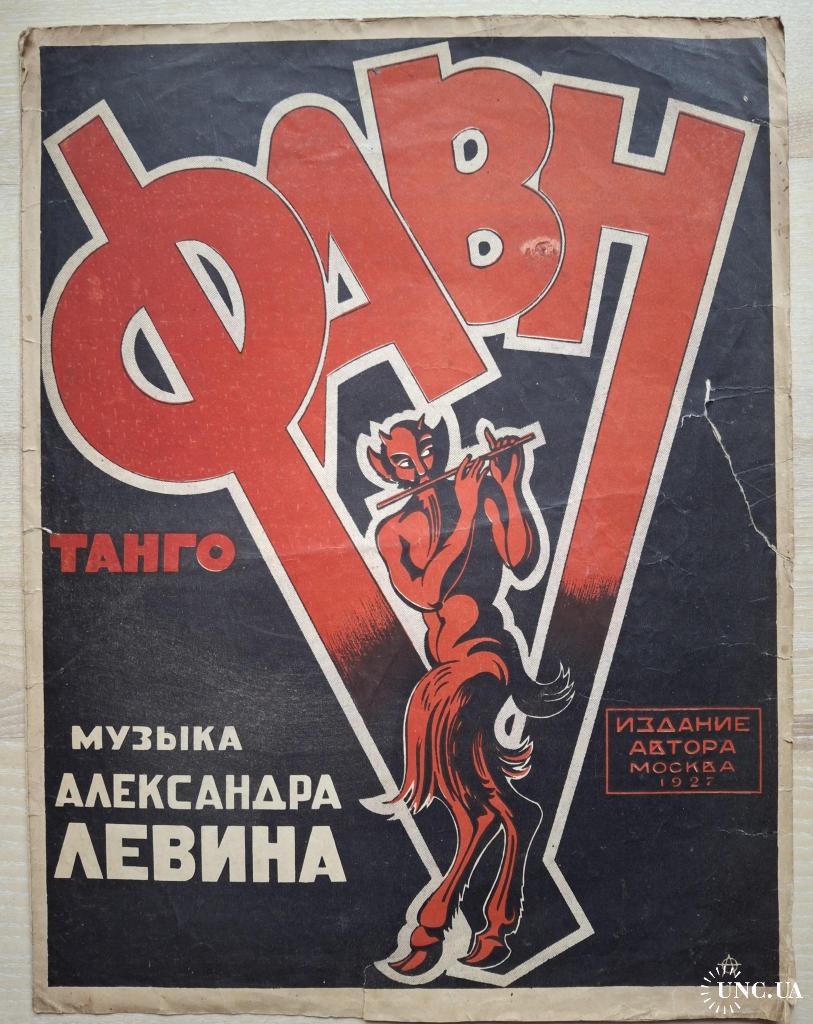 ФАВН
ТАНГО
МУЗЫКА
АЛЕКСАНДРА
ЛЕВИНА
ИЗДАНИЕ
АВТОРА
МОСКВА
1927
UNC.UA